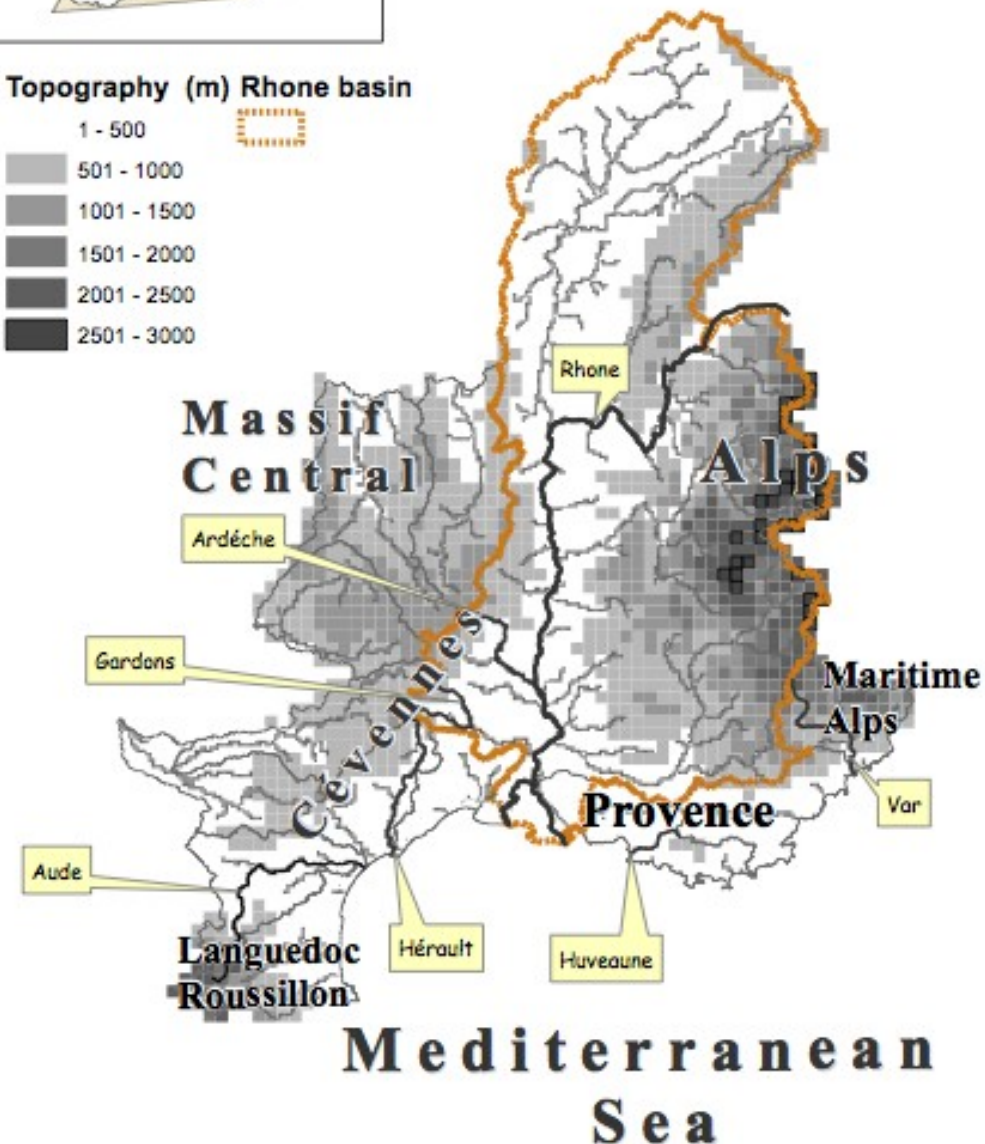 Topography (m) Rhone basin
1 - 500
501 - 1000
1001 - 1500
1501 - 2000
2001 - 2500
2501 - 3000
Rhone
Massif
Central
Alps
Ardéche
Cévennes
Gardons
Maritime
Alps
Provence
Var
Aude
Hérault
Huveaune
Languedoc
Roussillon
Mediterranean
Sea